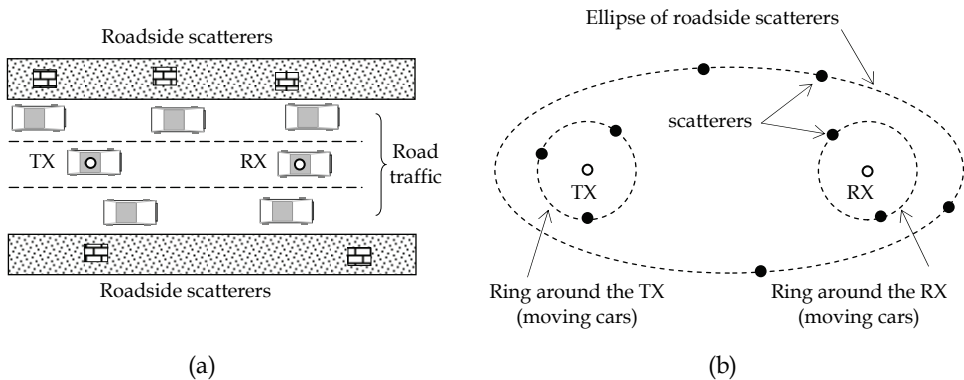 Roadside scatterers
TX
RX
Road
traffic
Roadside scatterers
(a)
Ellipse of roadside scatterers
scatterers
TX
RX
Ring around the TX
(moving cars)
Ring around the RX
(moving cars)
(b)